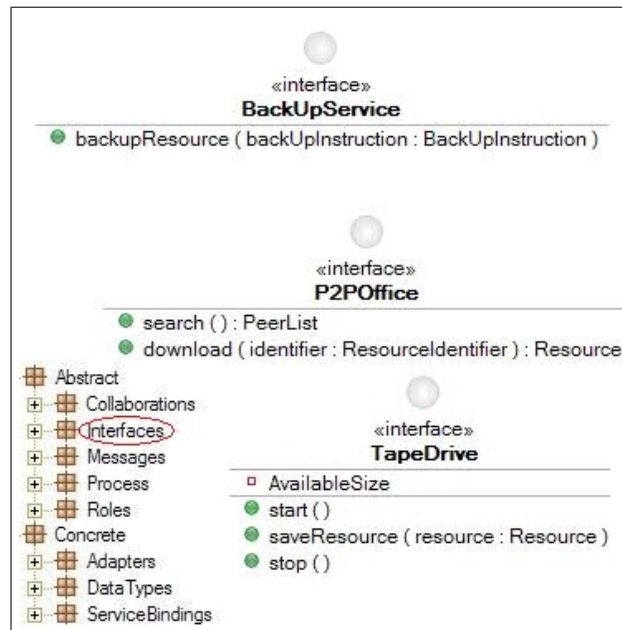 «interface»
BackUpService
backupResource ( backUpInstruction : BackUpInstruction )
«interface»
P2POffice
search ( ) : PeerList
download ( identifier : ResourceIdentifier ) : Resource
Abstract
Collaborations
Interfaces
Messages
Process
Roles
Concrete
Adapters
DataTypes
ServiceBindings
«interface»
TapeDrive
AvailableSize
start ( )
saveResource ( resource : Resource )
stop ( )